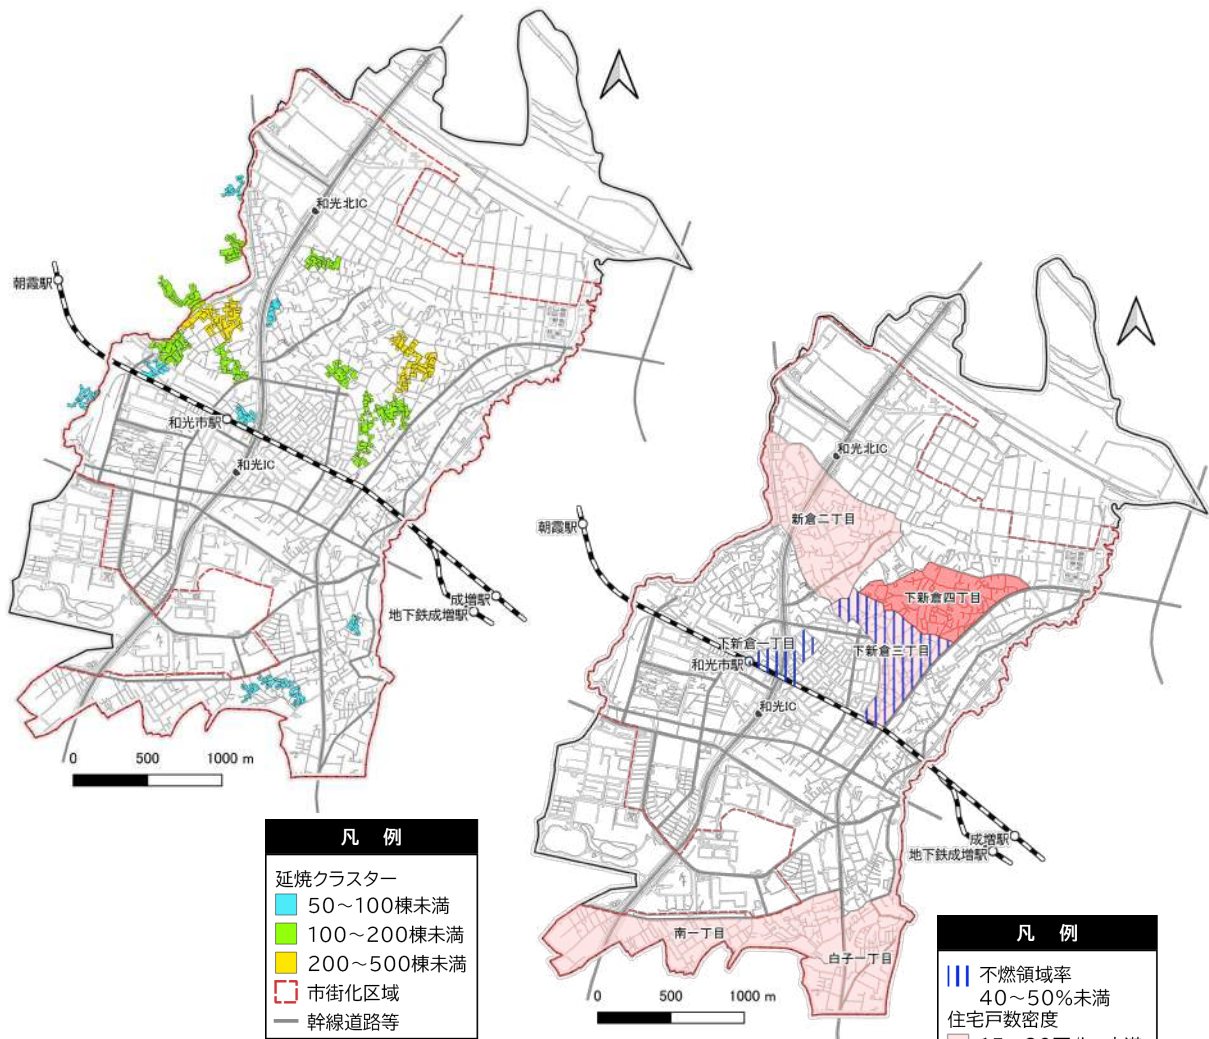 和光北IC
朝霞駅
和光市駅
和光IC
成増駅
地下鉄成増駅
0 500 1000 m
凡 例
延焼クラスター
50～100棟未満
100～200棟未満
200～500棟未満
市街化区域
幹線道路等
和光北IC
新倉二丁目
朝霞駅
下新倉四丁目
下新倉一丁目
下新倉三丁目
和光市駅
和光IC
成増駅
地下鉄成増駅
南一丁目
白子一丁目
0 500 1000 m
凡 例
不燃領域率
40～50%未満
住宅戸数密度